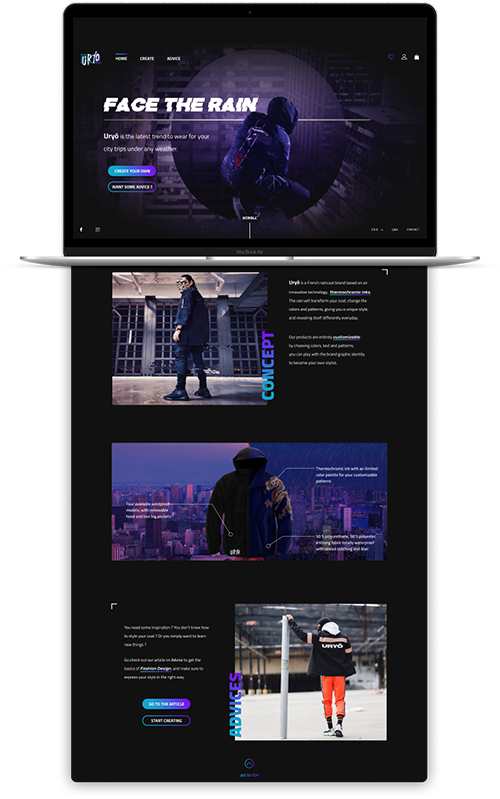 URYÖ
HOME CREATE ADVICE
FACE THE RAIN
Uryö is the latest trend to wear for your
city trips under any weather.
CREATE YOUR OWN
WANT SOME ADVICE ?
SCROLL
Q&A CONTACT
MacBook Air
CONCEPT
Uryö is a French raincoat brand based on an
innovative technology : thermochromic inks.
The rain will transform your coat, change the
colors and patterns, giving you a unique style,
and revealing itself differently everyday.
Our products are entirely customizable
by choosing colors, text and patterns,
you can play with the brand graphic identity
to become your own stylist.
Thermochromic ink with an ilimited
color palette for your customizable
patterns
Four available windproof
models, with removable
hood and two big pockets
50 % polyurethane, 50 % polyester,
a strong fabric totally waterproof
with sealed stitching and liner
URYÖ
You need some inspiration ? You don't know how
to style your coat ? Or you simply want to learn
new things ?
Go check out our article on Advice to get the
basics of Fashion Design, and make sure to
express your style in the right way.
GO TO THE ARTICLE
START CREATING
ADVICES
URYÖ
GO TO TOP